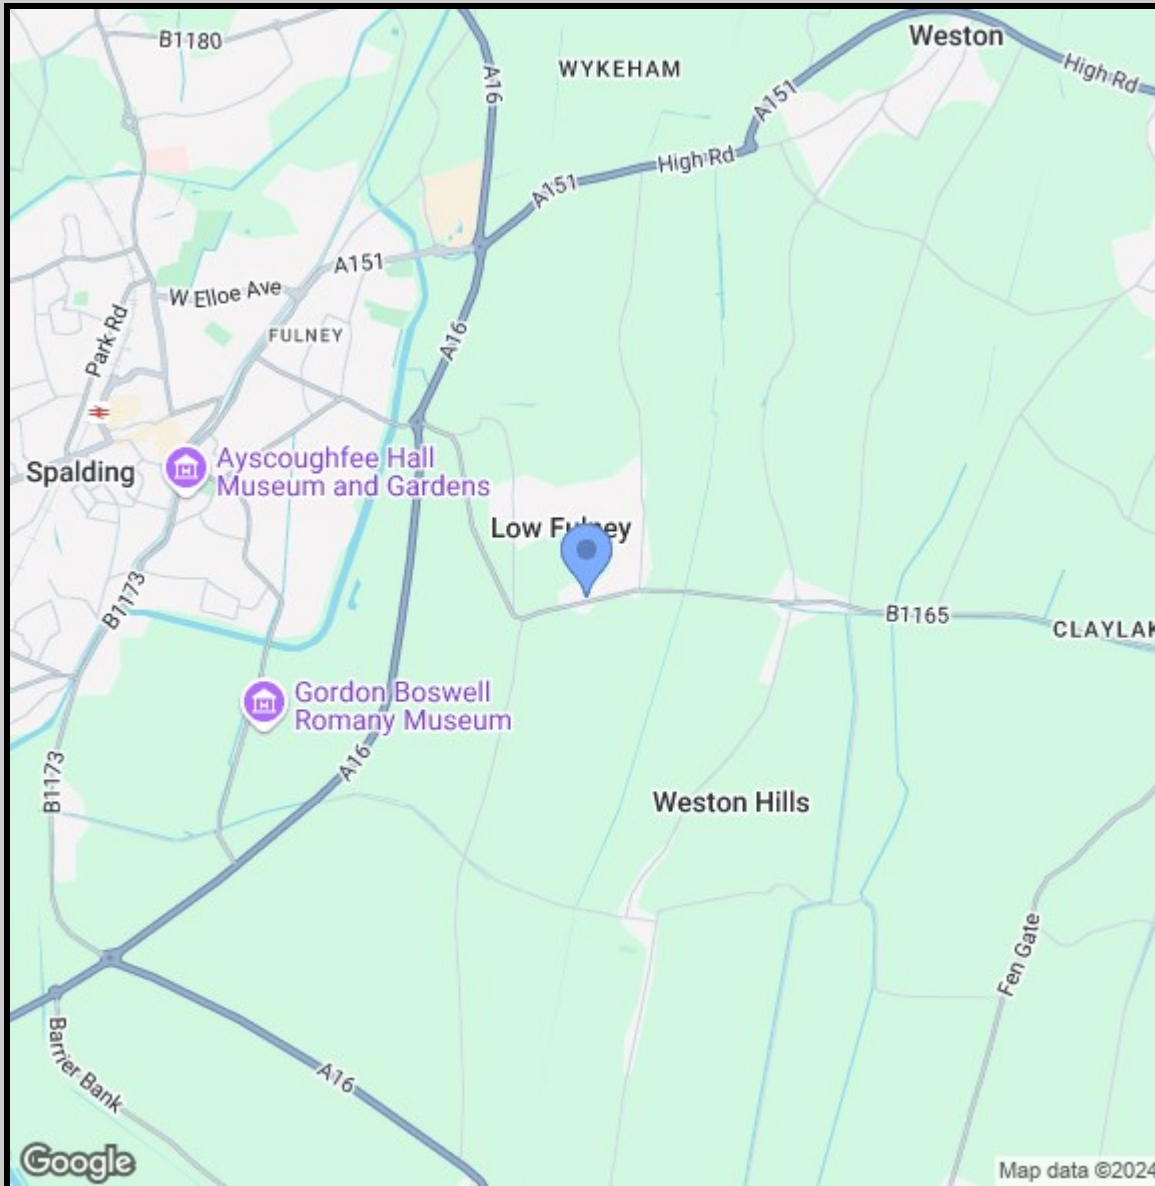 B1180
A16
WYKEHAM
Weston
High Rd
A151
High Rd
A151
A151
W Elloe Ave
FULNEY
Park Rd
A16
Spalding
Ayscoughfee Hall
Museum and Gardens
Low Fulney
B1173
B1165
CLAYLAK
Gordon Boswell
Romany Museum
A16
B1173
Weston Hills
Fen Gate
Barrier Bank
A16
Google
Map data ©2024